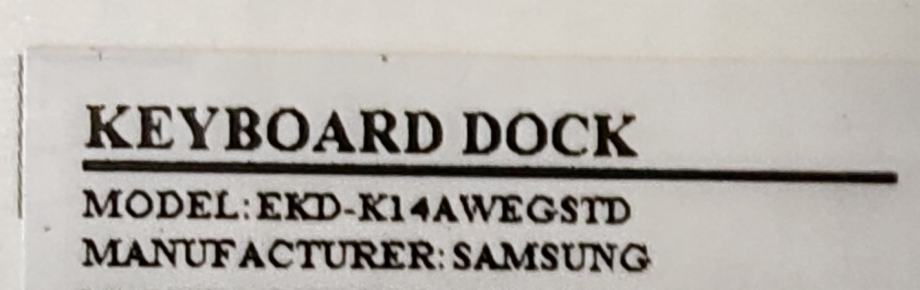 KEYBOARD DOCK
MODEL: EKD-K14AWEGSTD
MANUFACTURER: SAMSUNG